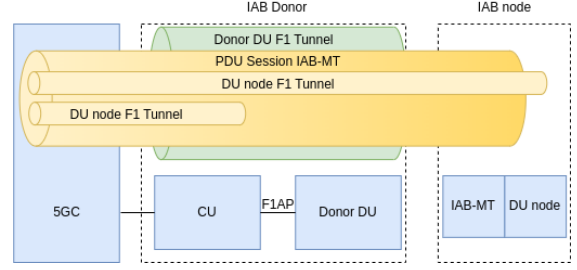 IAB Donor
IAB node
Donor DU F1 Tunnel
PDU Session IAB-MT
DU node F1 Tunnel
DU node F1 Tunnel
5GC
CU
F1AP
Donor DU
IAB-MT
DU node